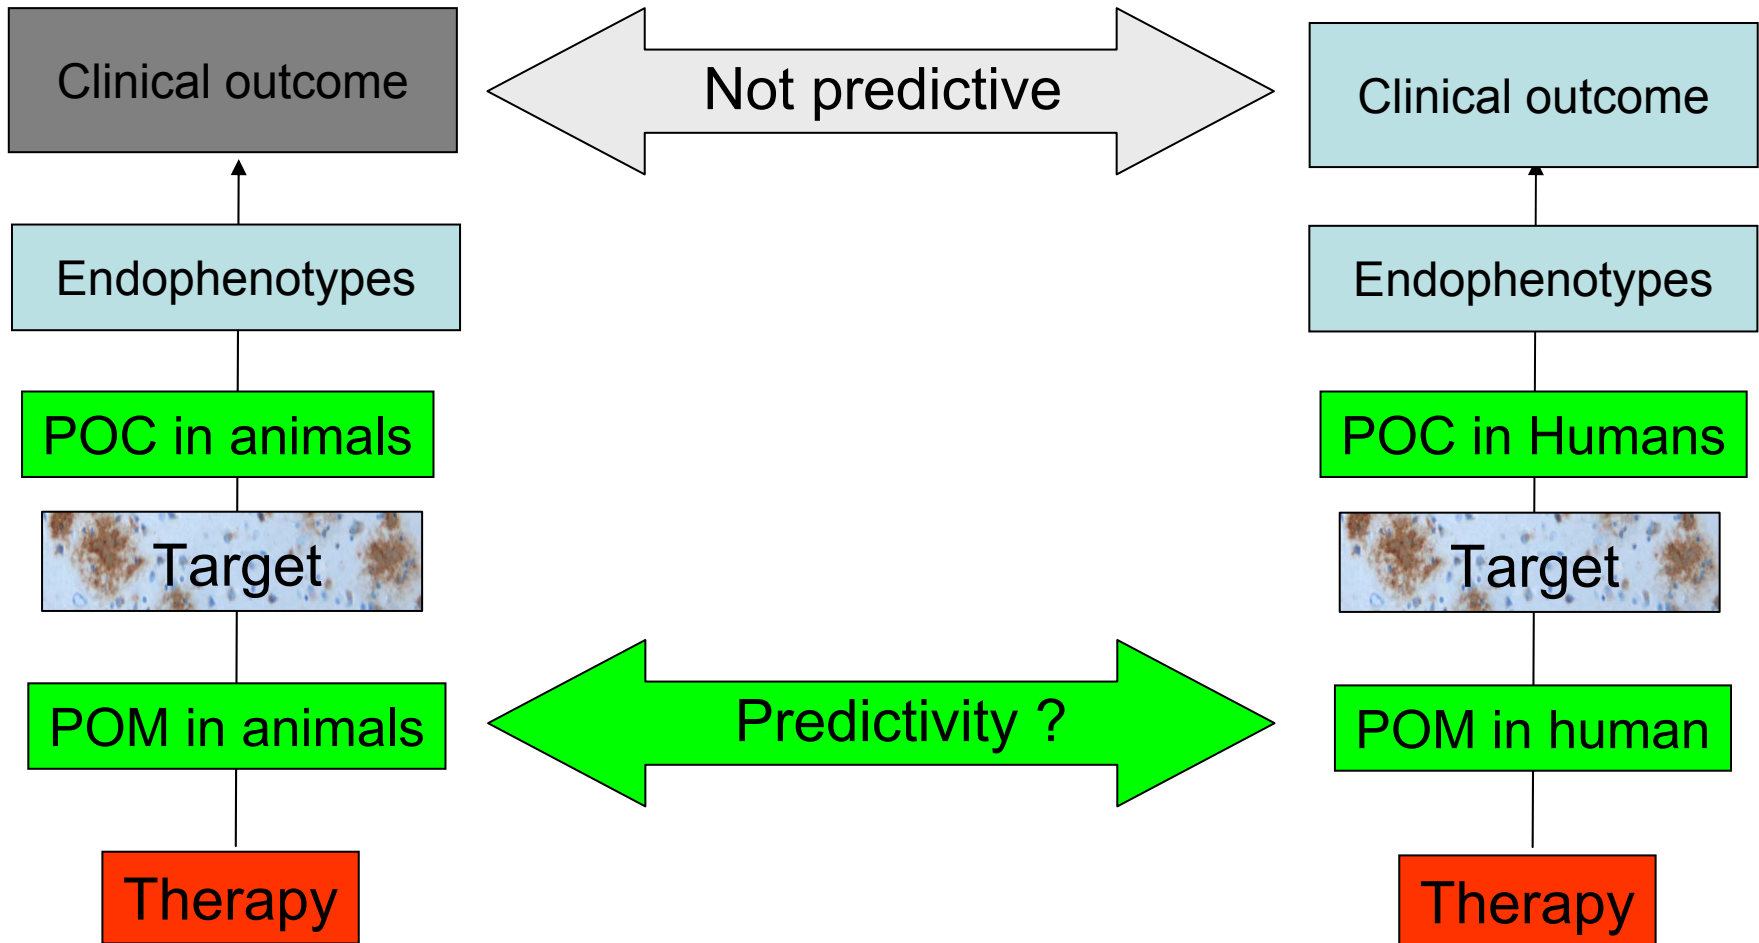 Clinical outcome
Not predictive
Clinical outcome
Endophenotypes
Endophenotypes
POC in animals
POC in Humans
Target
Target
POM in animals
Predictivity ?
POM in human
Therapy
Therapy